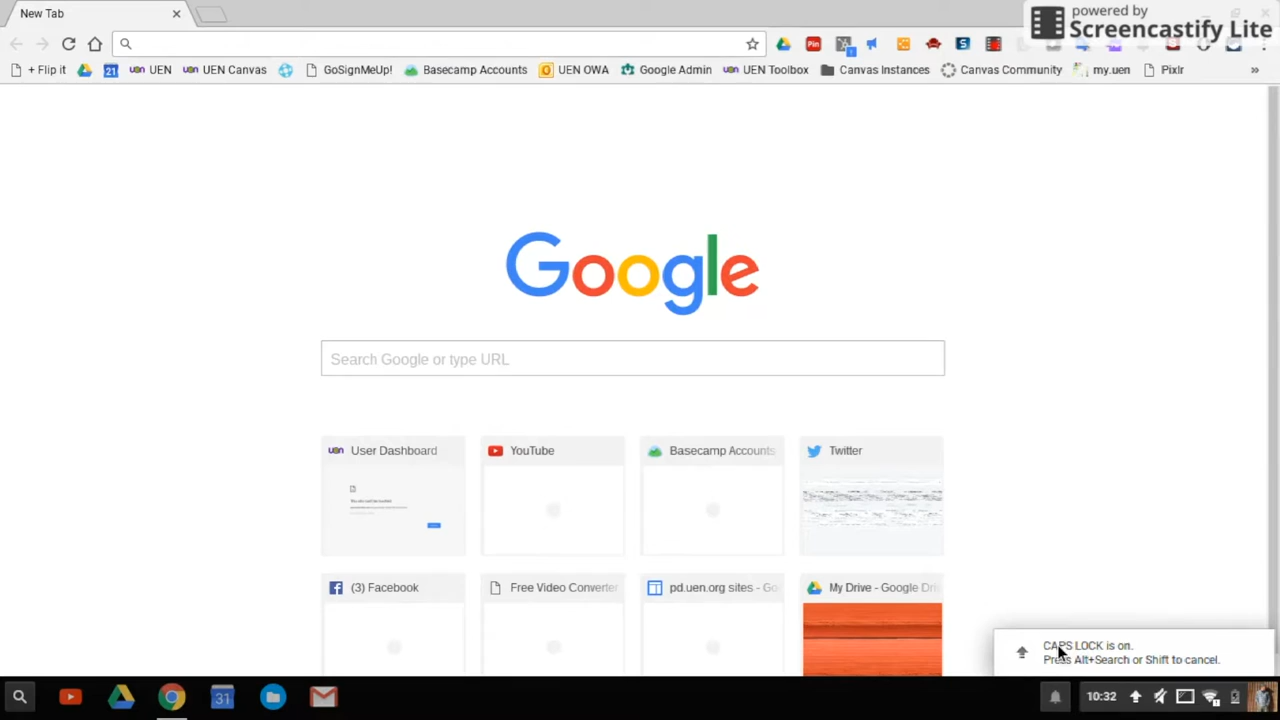 New Tab
powered by
Screencastify Lite
+ Flip it
31
UEN
UEN Canvas
GoSignMeUp!
Basecamp Accounts
UEN OWA
Google Admin
UEN Toolbox
Canvas Instances
Canvas Community
my.uen
Pixlr
»
Google
Search Google or type URL
User Dashboard
YouTube
Basecamp Accounts
Twitter
(3) Facebook
Free Video Converter
pd.uen.org sites - Go
My Drive - Google Dri
CAPS LOCK is on.
Press Alt+Search or Shift to cancel.
31
10:32